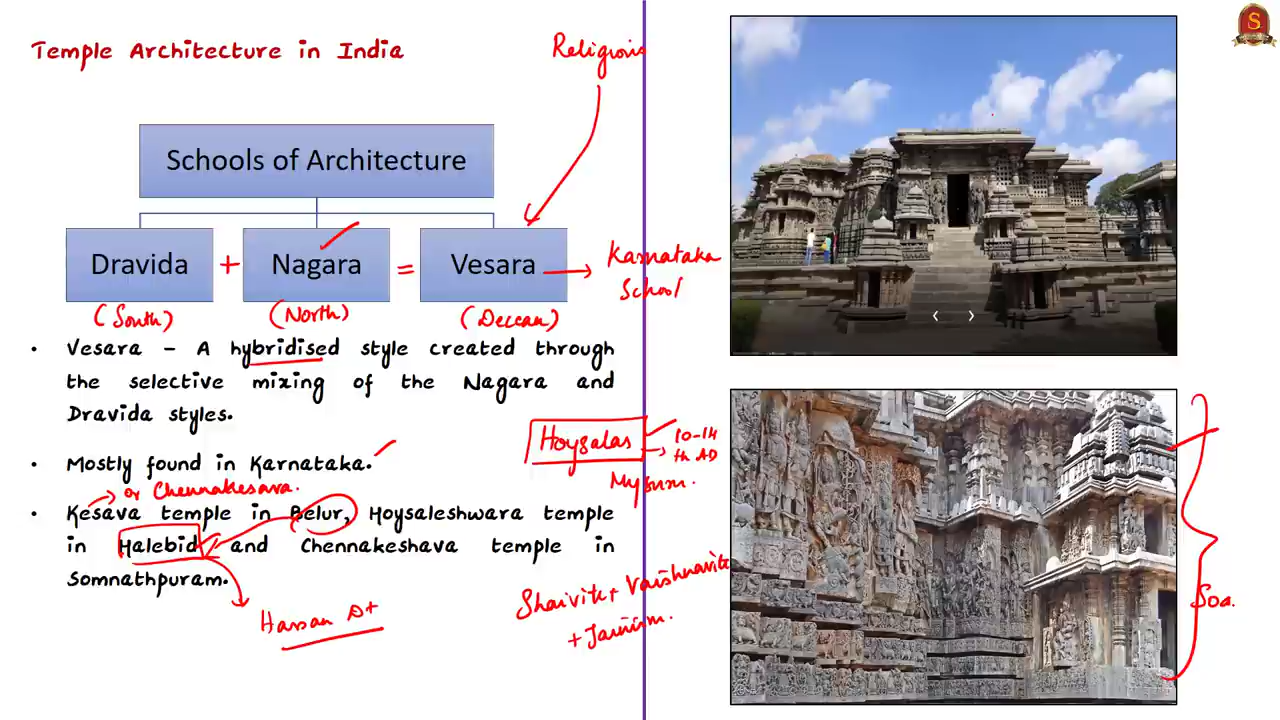 Temple Architecture in India
Religious
Schools of Architecture
Dravida + Nagara = Vesara
Karnataka
School
(South)
(North)
(Deccan)
• Vesara – A hybridised style created through
the selective mixing of the Nagara and
Dravida styles.
Hoysalas
10-14
th AD
• Mostly found in Karnataka.
or Chennakesava.
• Kesava temple in Belur, Hoysaleshwara temple
in Halebid and Chennakeshava temple in
Somnathpuram.
Hassan Dt
Shaivite + Vaishnavite
+ Jainism.
S